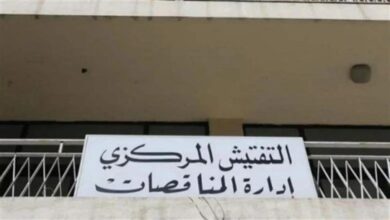 التفتيش المركزي
إدارة المناقصات